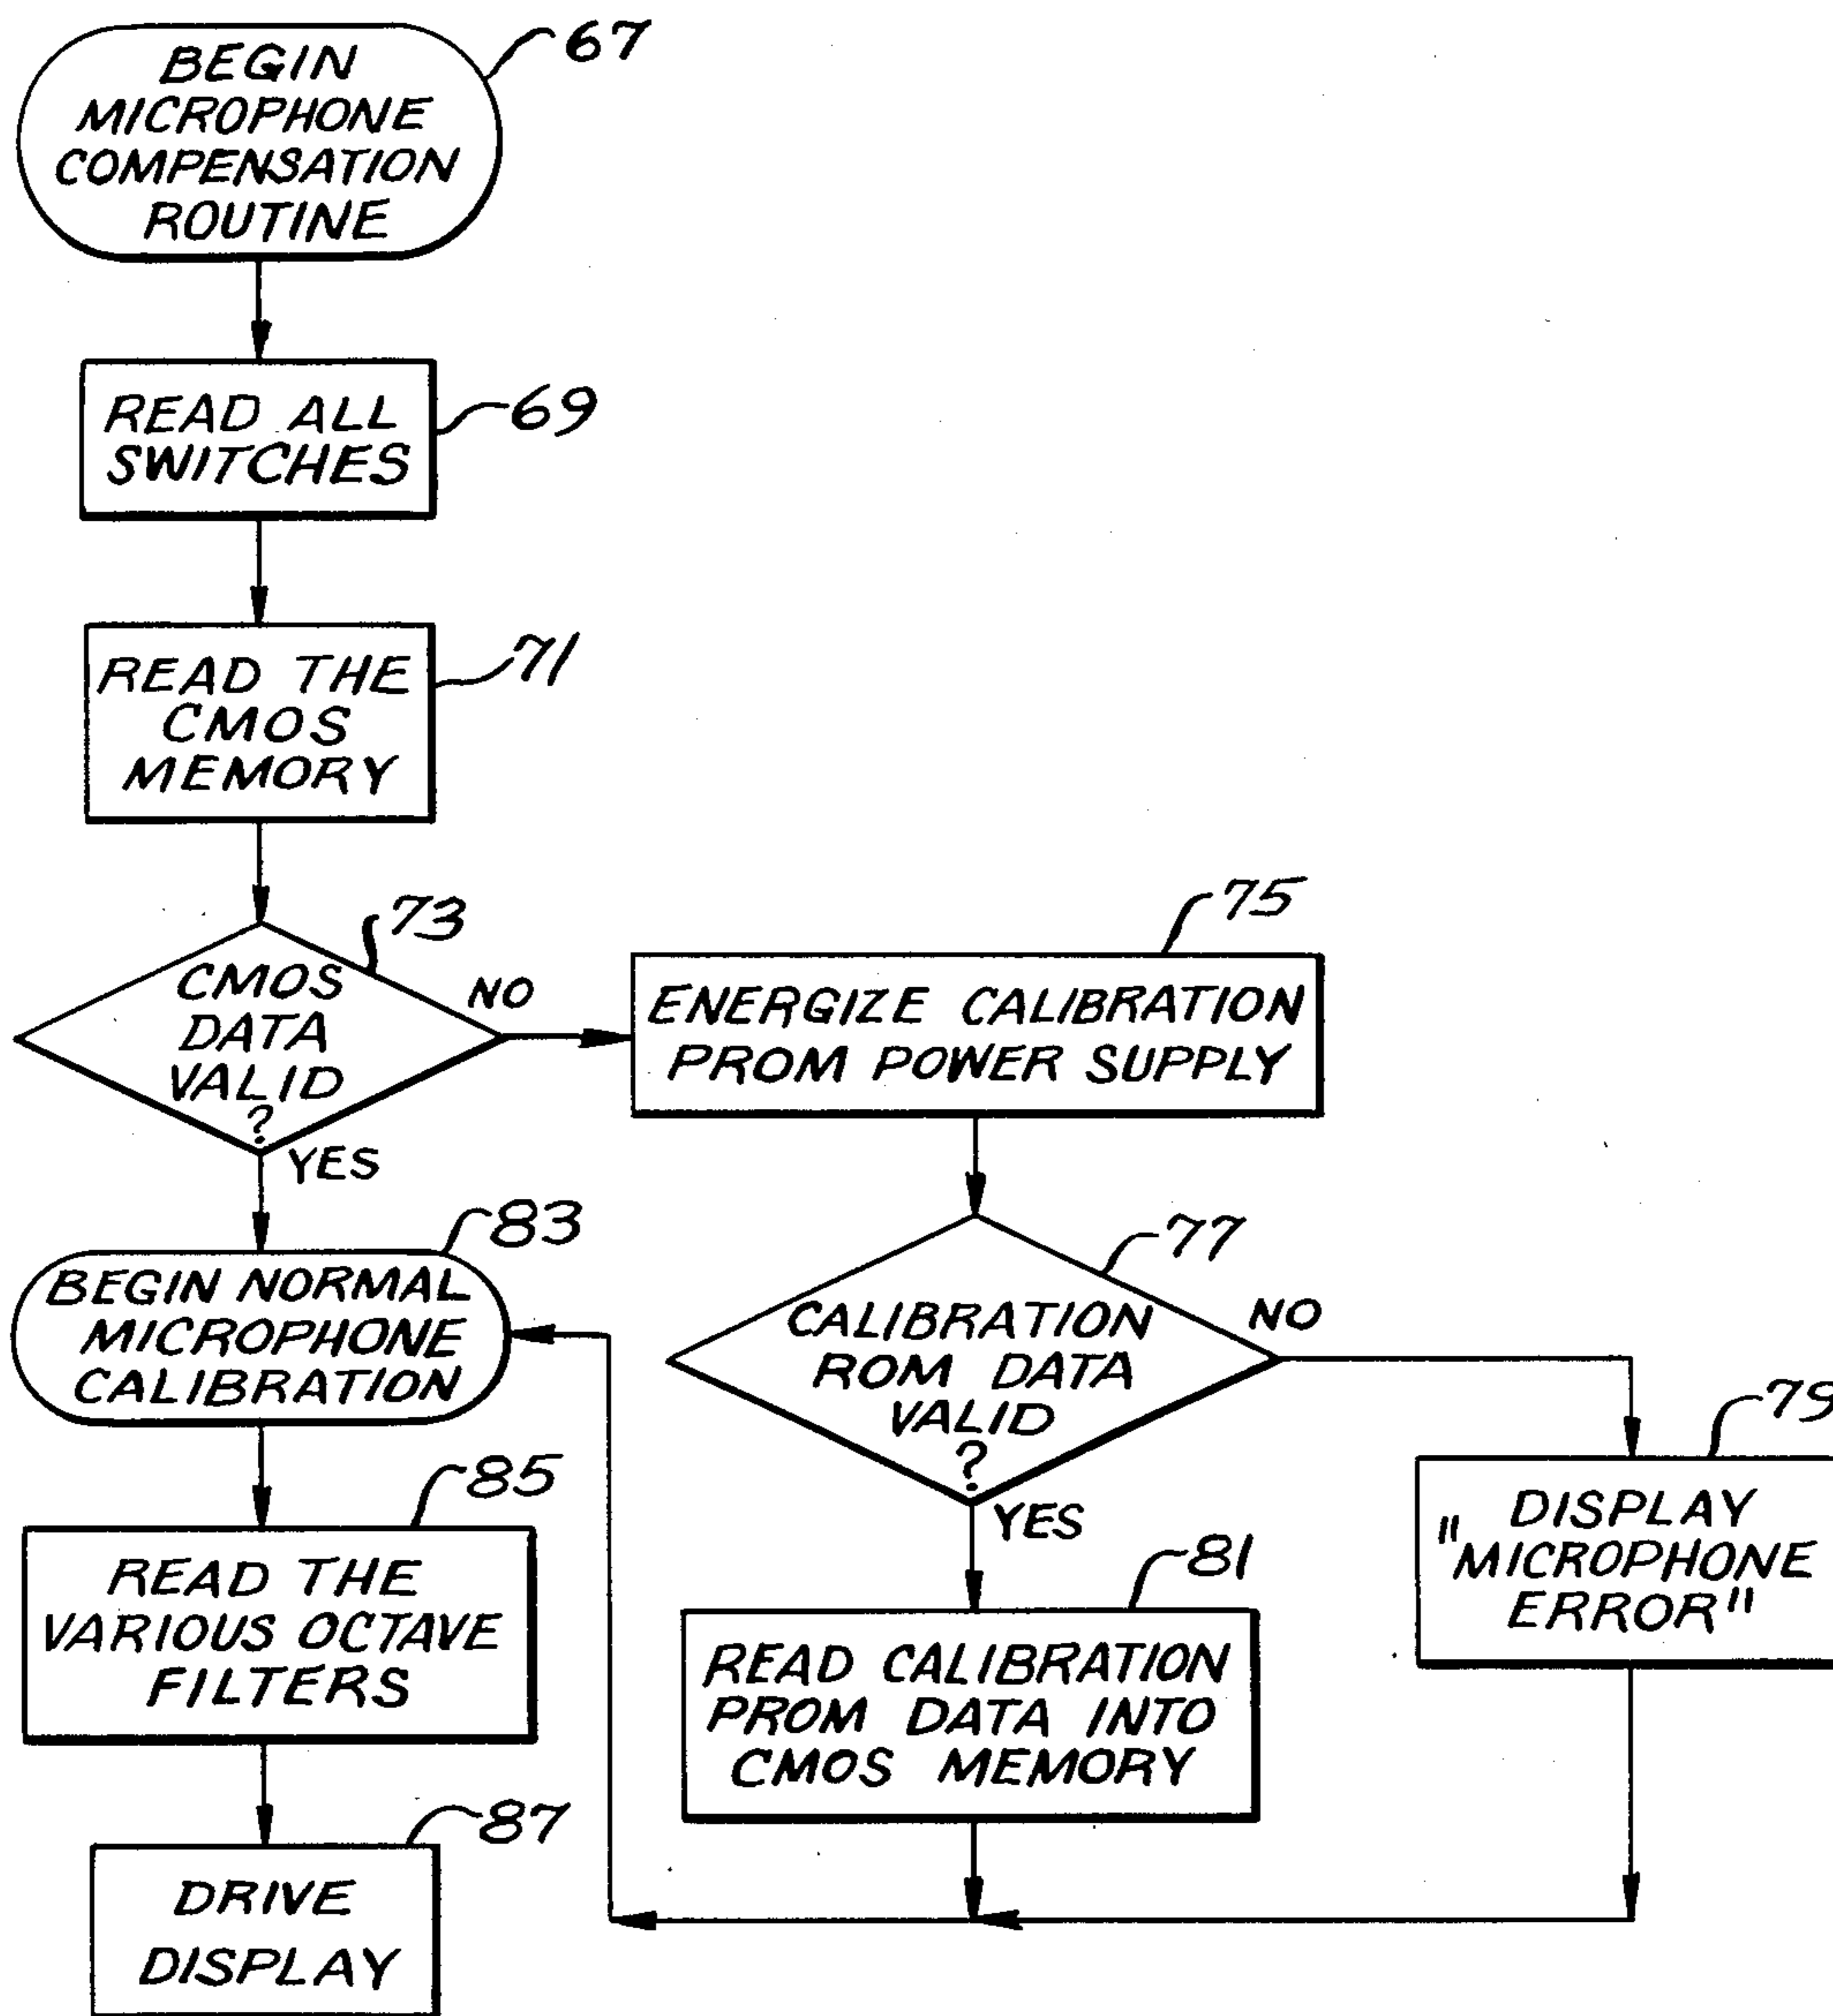 BEGIN
MICROPHONE
COMPENSATION
ROUTINE
67
READ ALL
SWITCHES
69
READ THE
CMOS
MEMORY
71
CMOS
DATA
VALID
?
73
NO
YES
75
ENERGIZE CALIBRATION
PROM POWER SUPPLY
77
CALIBRATION
ROM DATA
VALID
?
NO
YES
79
DISPLAY
"MICROPHONE
ERROR"
81
READ CALIBRATION
PROM DATA INTO
CMOS MEMORY
83
BEGIN NORMAL
MICROPHONE
CALIBRATION
85
READ THE
VARIOUS OCTAVE
FILTERS
87
DRIVE
DISPLAY